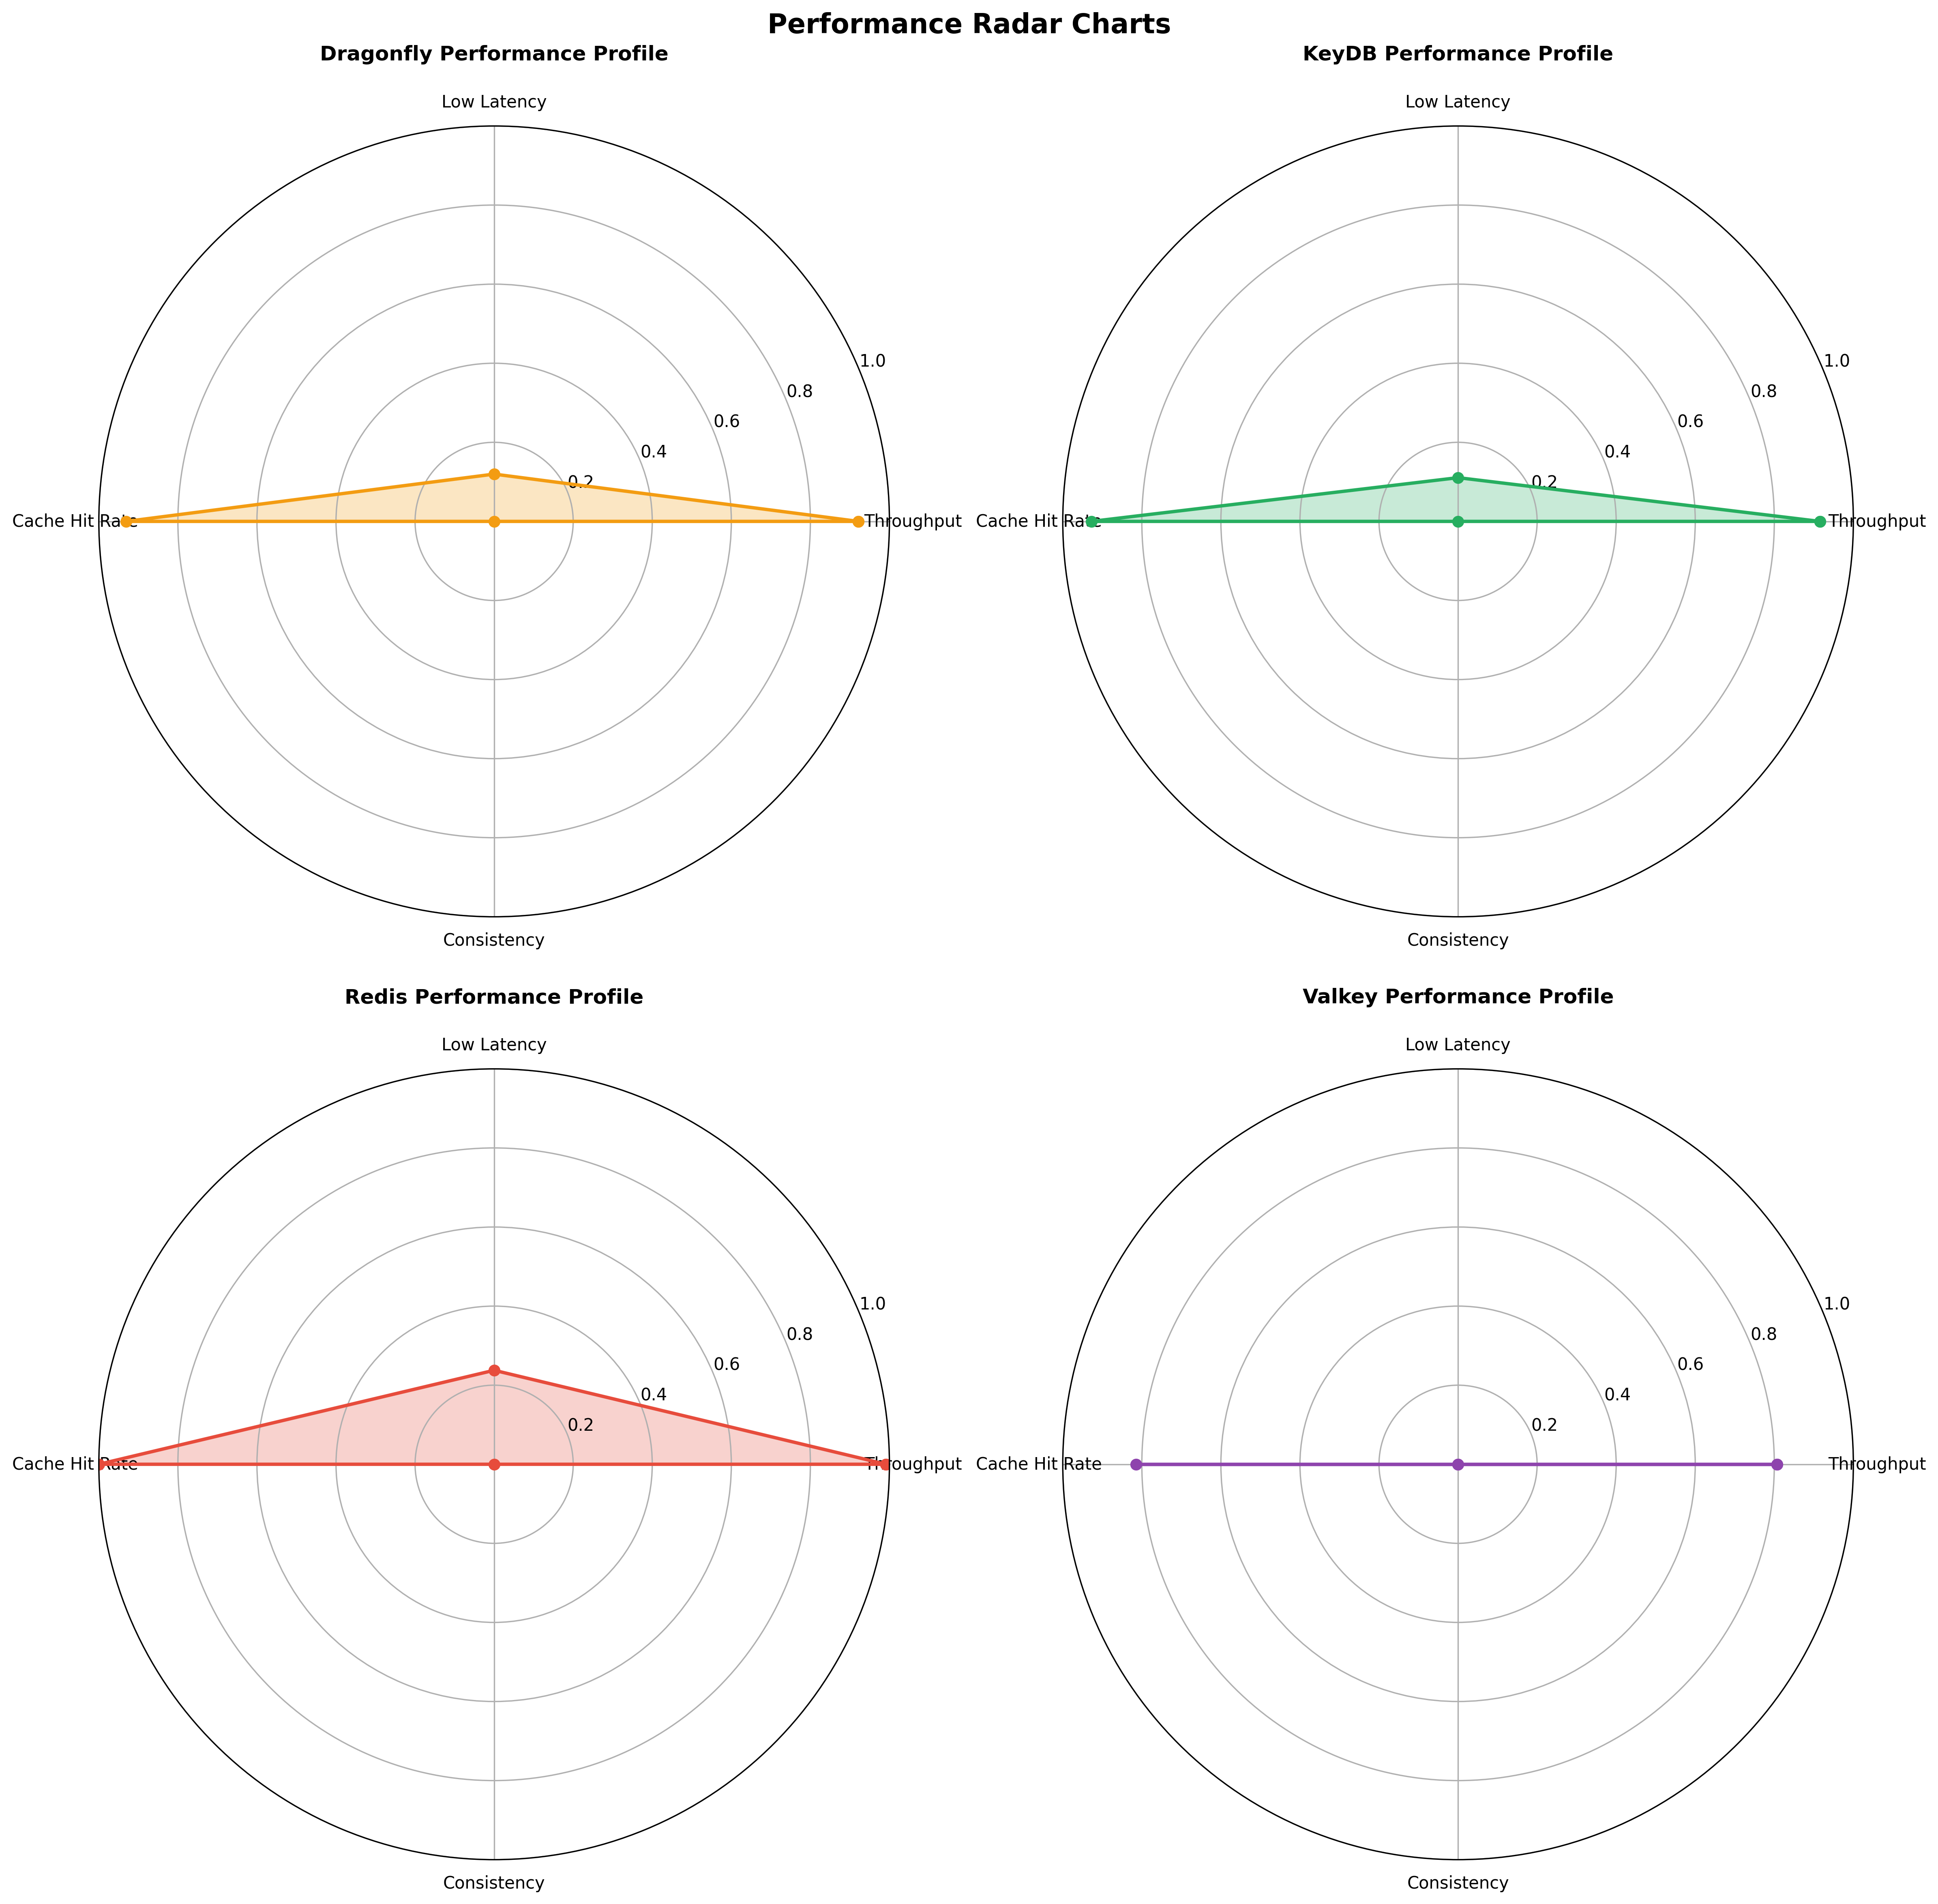 Performance Radar Charts
Dragonfly Performance Profile
Low Latency
1.0
0.8
0.6
0.4
0.2
Cache Hit Rate
Throughput
Consistency
KeyDB Performance Profile
Low Latency
1.0
0.8
0.6
0.4
0.2
Cache Hit Rate
Throughput
Consistency
Redis Performance Profile
Low Latency
1.0
0.8
0.6
0.4
0.2
Cache Hit Rate
Throughput
Consistency
Valkey Performance Profile
Low Latency
1.0
0.8
0.6
0.4
0.2
Cache Hit Rate
Throughput
Consistency